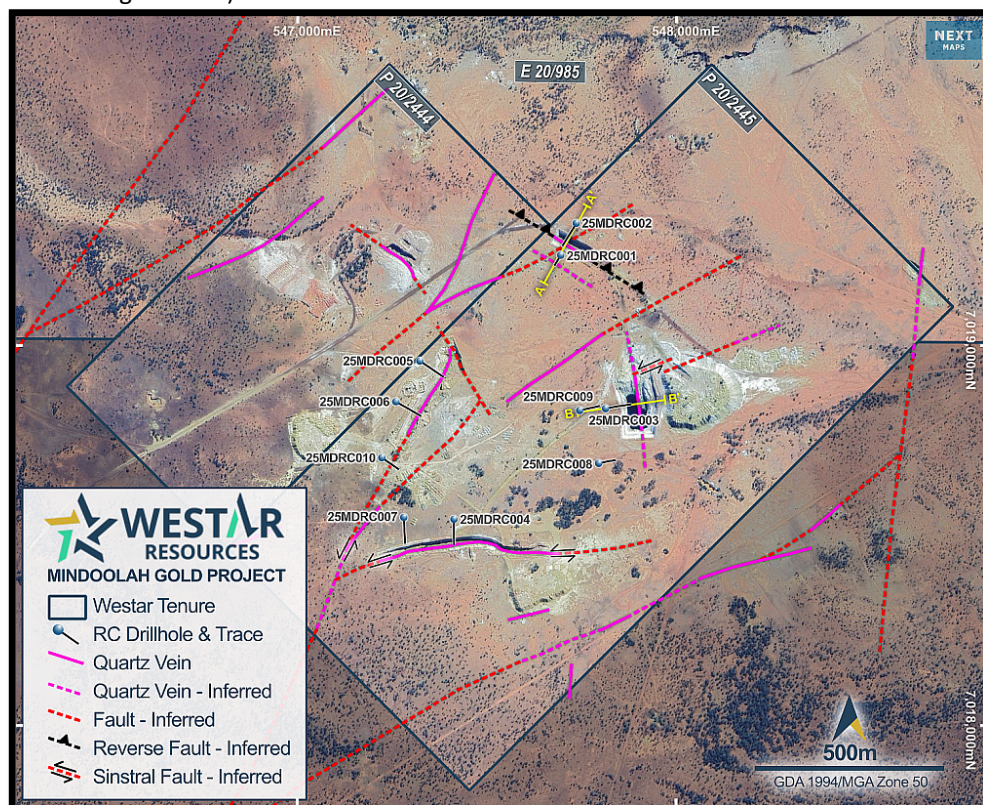 547,000mE
548,000mE
NEXT
MAPS
E 20/985
P 20/2444
P 20/2445
A'
25MDRC002
25MDRC001
A
7,019,000mN
25MDRC005
25MDRC006
25MDRC009
B
B'
25MDRC003
25MDRC010
25MDRC008
25MDRC007
25MDRC004
WESTAR
RESOURCES
MINDOOLAH GOLD PROJECT
Westar Tenure
RC Drillhole & Trace
Quartz Vein
Quartz Vein - Inferred
Fault - Inferred
Reverse Fault - Inferred
Sinstral Fault - Inferred
7,018,000mN
500m
GDA 1994/MGA Zone 50